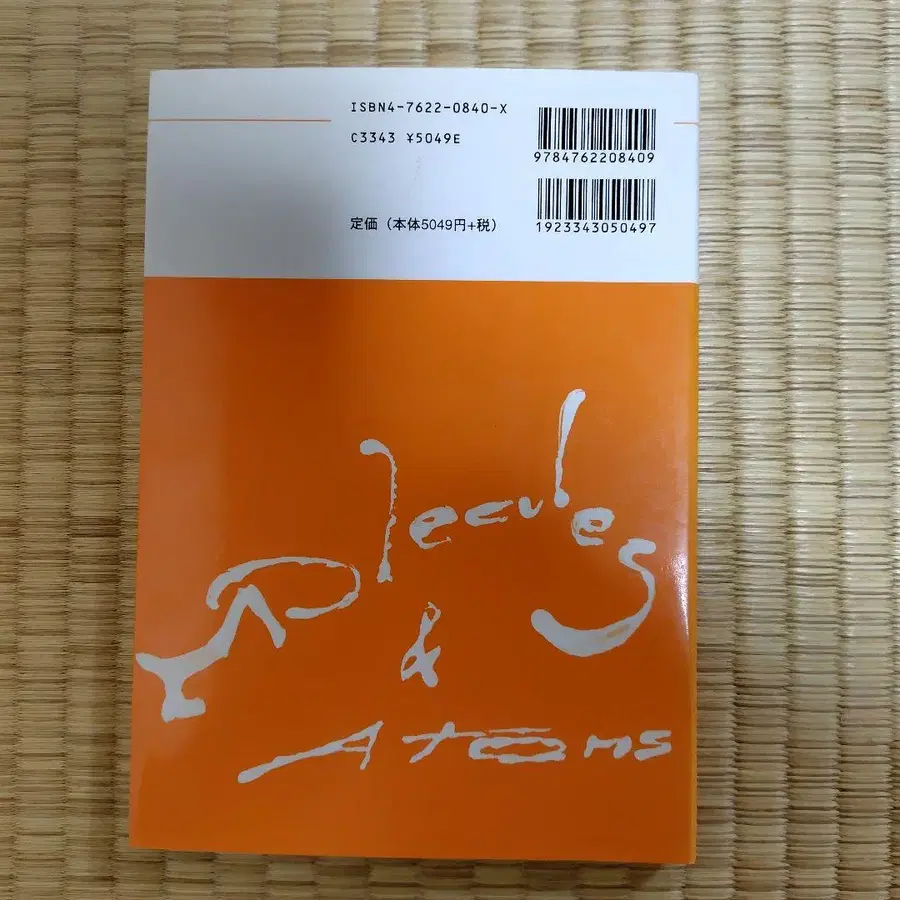 ISBN4-7622-0840-X
C3343 ¥5049E
9784762208409
定価（本体5049円+税）
1923343050497
Molecules
&
Atoms